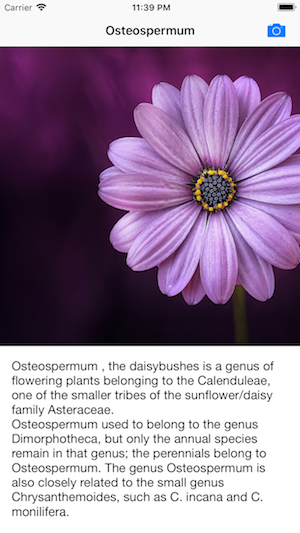 Carrier 11:39 PM
Osteospermum
Osteospermum , the daisybushes is a genus of
flowering plants belonging to the Calenduleae,
one of the smaller tribes of the sunflower/daisy
family Asteraceae.
Osteospermum used to belong to the genus
Dimorphotheca, but only the annual species
remain in that genus; the perennials belong to
Osteospermum. The genus Osteospermum is
also closely related to the small genus
Chrysanthemoides, such as C. incana and C.
monilifera.